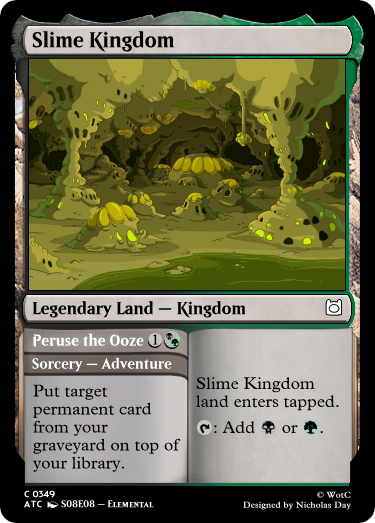 Slime Kingdom
Legendary Land — Kingdom
Peruse the Ooze 1
Sorcery — Adventure
Put target
permanent card
from your
graveyard on top of
your library.
Slime Kingdom
land enters tapped.
: Add or .
C 0349
ATC S08E08 – Elemental
© WotC
Designed by Nicholas Day